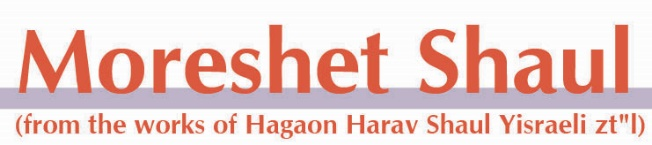 Moreshet Shaul
(from the works of Hagaon Harav Shaul Yisraeli zt"l)